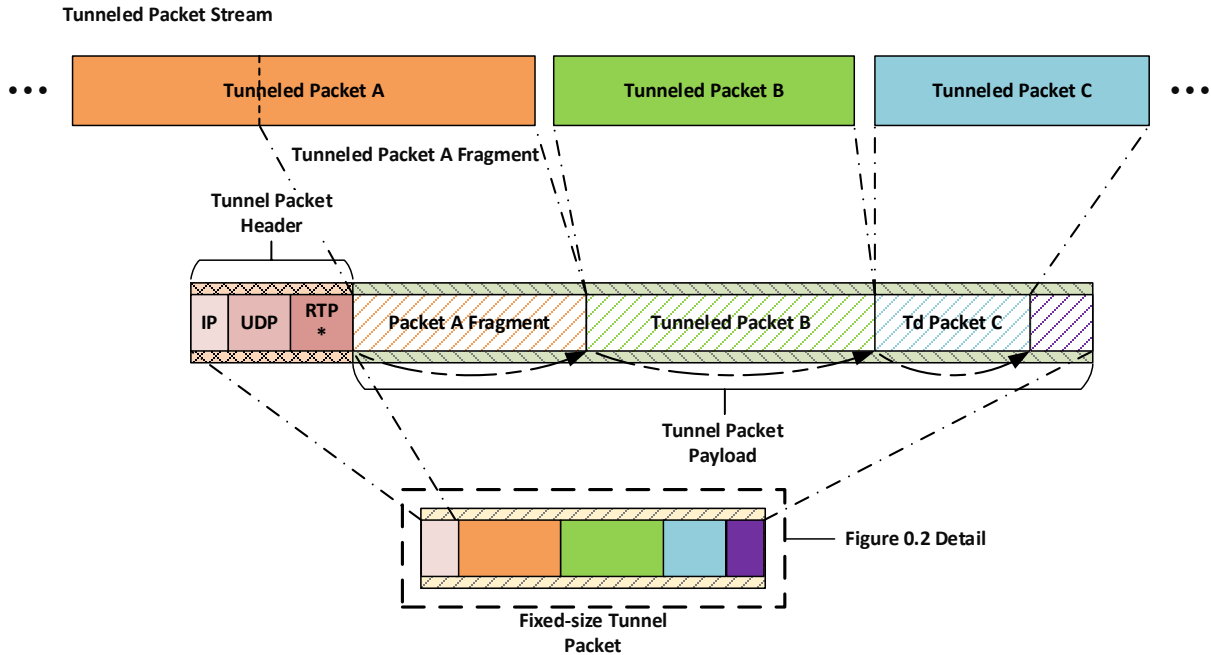 Tunneled Packet Stream
••• Tunneled Packet A Tunneled Packet B Tunneled Packet C •••
Tunneled Packet A Fragment
Tunnel Packet
Header
IP UDP RTP
* Packet A Fragment Tunneled Packet B Td Packet C
Tunnel Packet
Payload
Figure 0.2 Detail
Fixed-size Tunnel
Packet